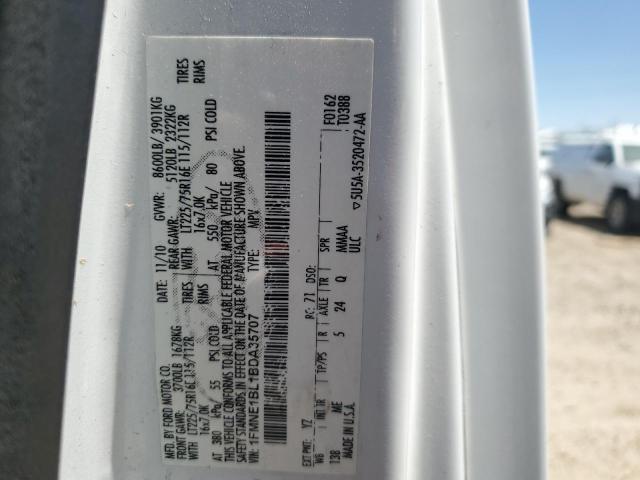 MFD. BY FORD MOTOR CO.
DATE: 11/10 GVWR: 8600LB/ 3901KG
FRONT GAWR: 3700LB 1678KG REAR GAWR: 5120LB 2322KG
WITH LT225/75R16E 115/112R TIRES WITH LT225/75R16E 115/112R TIRES
16x7.0K RIMS 16x7.0K RIMS
AT 380 kPa/ 55 PSI COLD AT 550 kPa/ 80 PSI COLD
THIS VEHICLE CONFORMS TO ALL APPLICABLE FEDERAL MOTOR VEHICLE
SAFETY STANDARDS IN EFFECT ON THE DATE OF MANUFACTURE SHOWN ABOVE.
VIN: 1FMNE1BL1BDA35707 TYPE: MPV
F0162
EXT PNT: YZ RC: 71 DSO: T0388
WB INT TR TP/PS R AXLE TR SPR
138 ME 5 24 Q MMAA
MADE IN U.S.A. ULC
▽5U5A-3520472-AA